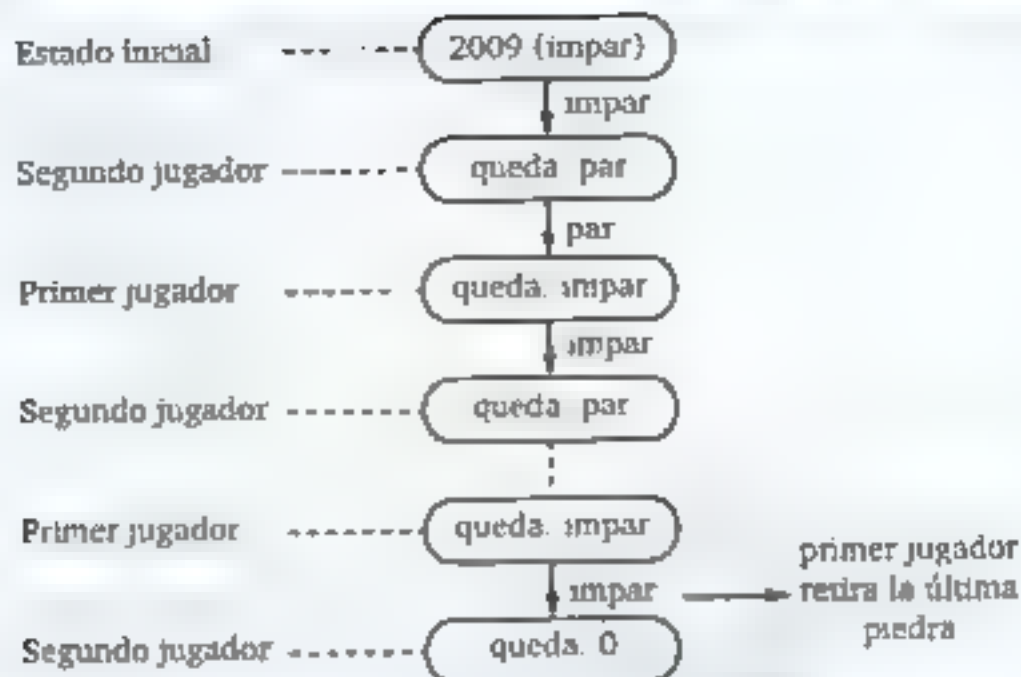 Estado inicial
2009 (impar)
impar
Segundo jugador
queda par
par
Primer jugador
queda. impar
impar
Segundo jugador
queda par
Primer jugador
queda. impar
impar
primer jugador
retira la última
piedra
Segundo jugador
queda. 0